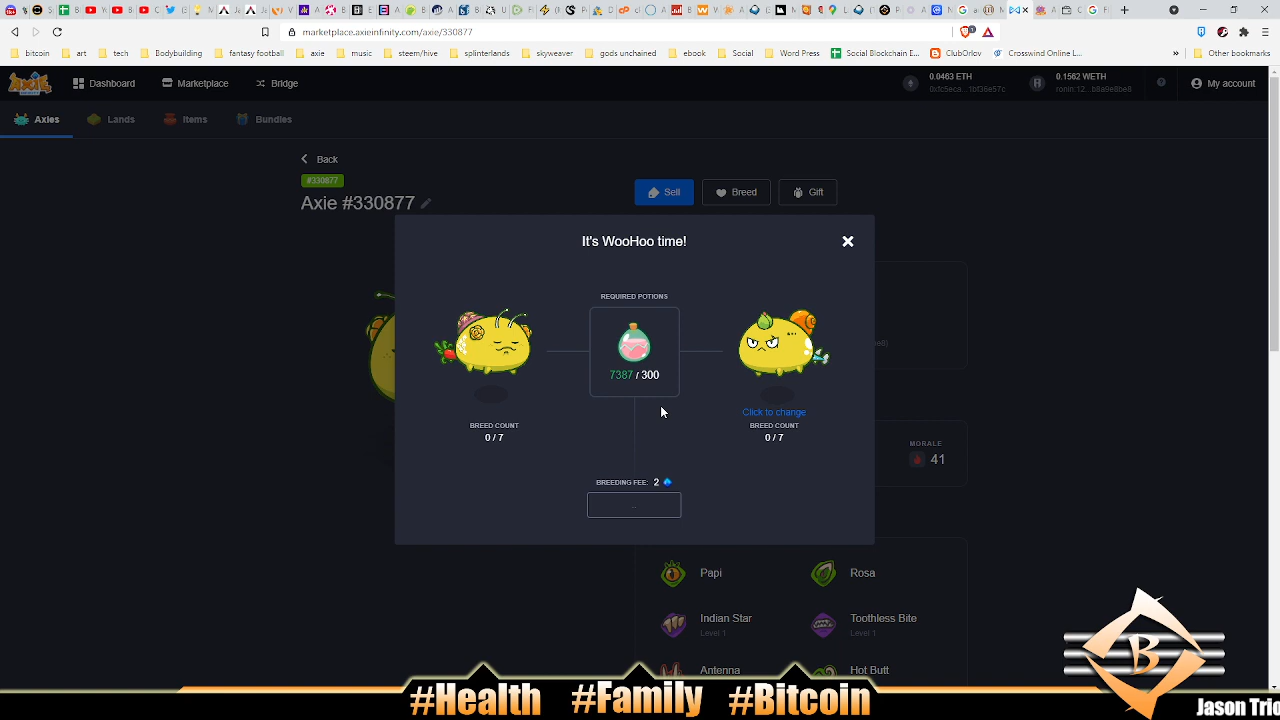 marketplace.axieinfinity.com/axie/330877
bitcoin art tech Bodybuilding fantasy football axie music steem/hive splinterlands skyweaver gods unchained ebook Social Word Press Social Blockchain E... ClubOrlov Crosswind Online L... » Other bookmarks
Dashboard Marketplace Bridge
0.0463 ETH
0.1562 WETH
My account
Axies Lands Items Bundles
Back
#330877
Axie #330877
Sell Breed Gift
It's WooHoo time!
REQUIRED POTIONS
7387 / 300
Click to change
BREED COUNT
0 / 7
BREED COUNT
0 / 7
MORALE
41
BREEDING FEE: 2
...
Papi Rosa
Indian Star
Level 1
Toothless Bite
Level 1
Antenna Hot Butt
#Health #Family #Bitcoin
B
Jason Tric